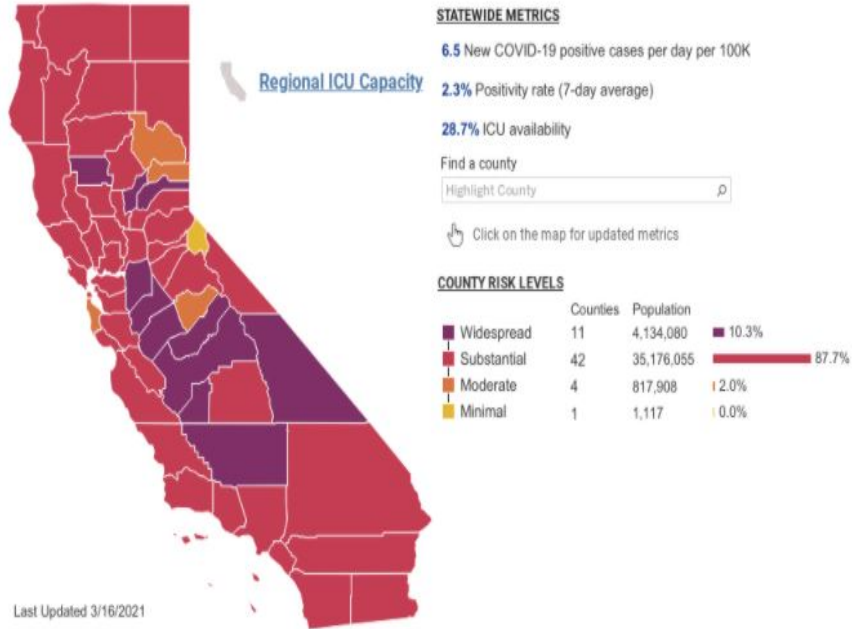 STATEWIDE METRICS
6.5 New COVID-19 positive cases per day per 100K
Regional ICU Capacity
2.3% Positivity rate (7-day average)
28.7% ICU availability
Find a county
Highlight County
Click on the map for updated metrics
COUNTY RISK LEVELS
Counties Population
Widespread 11 4,134,080 10.3%
Substantial 42 35,176,055 87.7%
Moderate 4 817,908 2.0%
Minimal 1 1,117 0.0%
Last Updated 3/16/2021